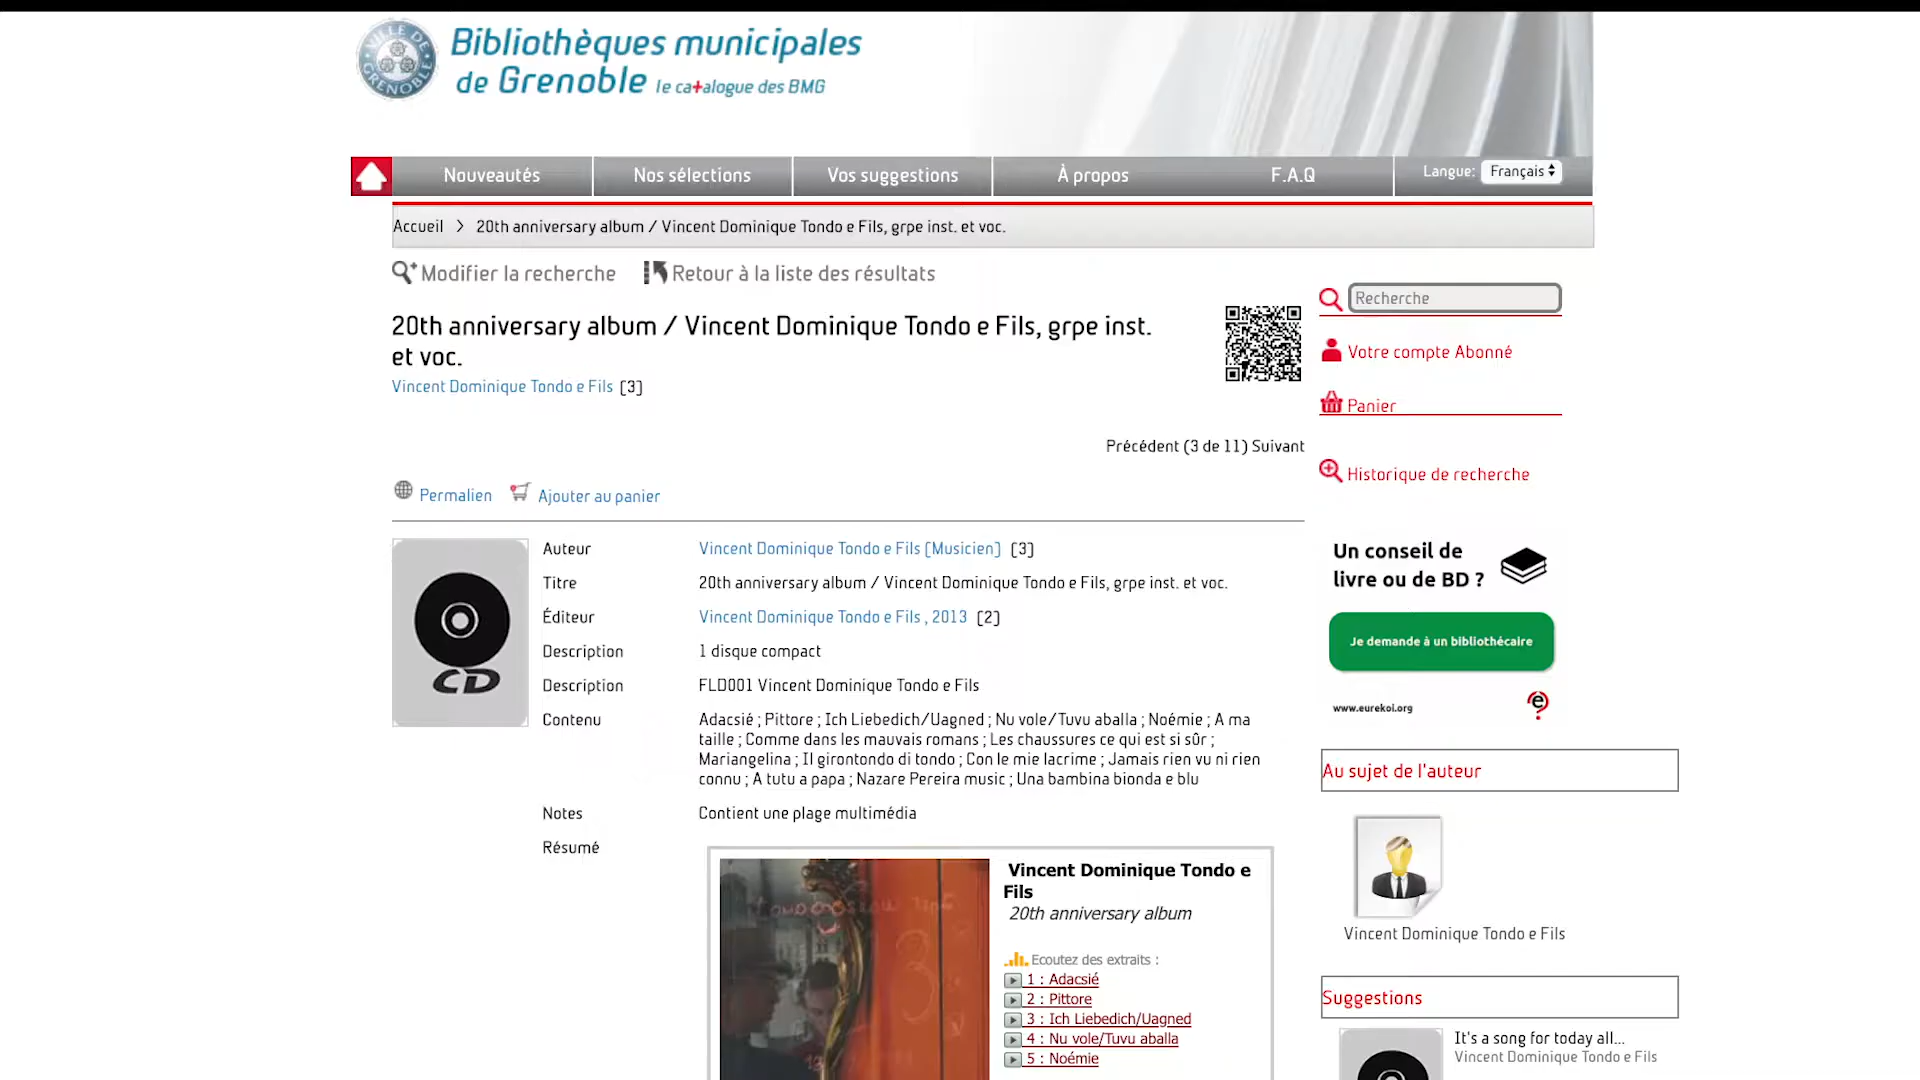 VILLE DE GRENOBLE
Bibliothèques municipales
de Grenoble le ca+alogue des BMG
Nouveautés Nos sélections Vos suggestions À propos F.A.Q Langue: Français
Accueil > 20th anniversary album / Vincent Dominique Tondo e Fils, grpe inst. et voc.
Modifier la recherche Retour à la liste des résultats
Recherche
20th anniversary album / Vincent Dominique Tondo e Fils, grpe inst.
et voc.
Vincent Dominique Tondo e Fils (3)
Votre compte Abonné
Panier
Précédent (3 de 11) Suivant
Historique de recherche
Permalien Ajouter au panier
CD
Auteur Vincent Dominique Tondo e Fils (Musicien) (3)
Titre 20th anniversary album / Vincent Dominique Tondo e Fils, grpe inst. et voc.
Éditeur Vincent Dominique Tondo e Fils , 2013 (2)
Description 1 disque compact
Description FLD001 Vincent Dominique Tondo e Fils
Contenu Adacsié ; Pittore ; Ich Liebedich/Uagned ; Nu vole/Tuvu aballa ; Noémie ; A ma
taille ; Comme dans les mauvais romans ; Les chaussures ce qui est si sûr ;
Mariangelina ; Il girontondo di tondo ; Con le mie lacrime ; Jamais rien vu ni rien
connu ; A tutu a papa ; Nazare Pereira music ; Una bambina bionda e blu
Notes Contient une plage multimédia
Résumé
Vincent Dominique Tondo e
Fils
20th anniversary album
Ecoutez des extraits :
1 : Adacsié
2 : Pittore
3 : Ich Liebedich/Uagned
4 : Nu vole/Tuvu aballa
5 : Noémie
Un conseil de
livre ou de BD ?
Je demande à un bibliothécaire
www.eurekoi.org
Au sujet de l'auteur
Vincent Dominique Tondo e Fils
Suggestions
It's a song for today all...
Vincent Dominique Tondo e Fils